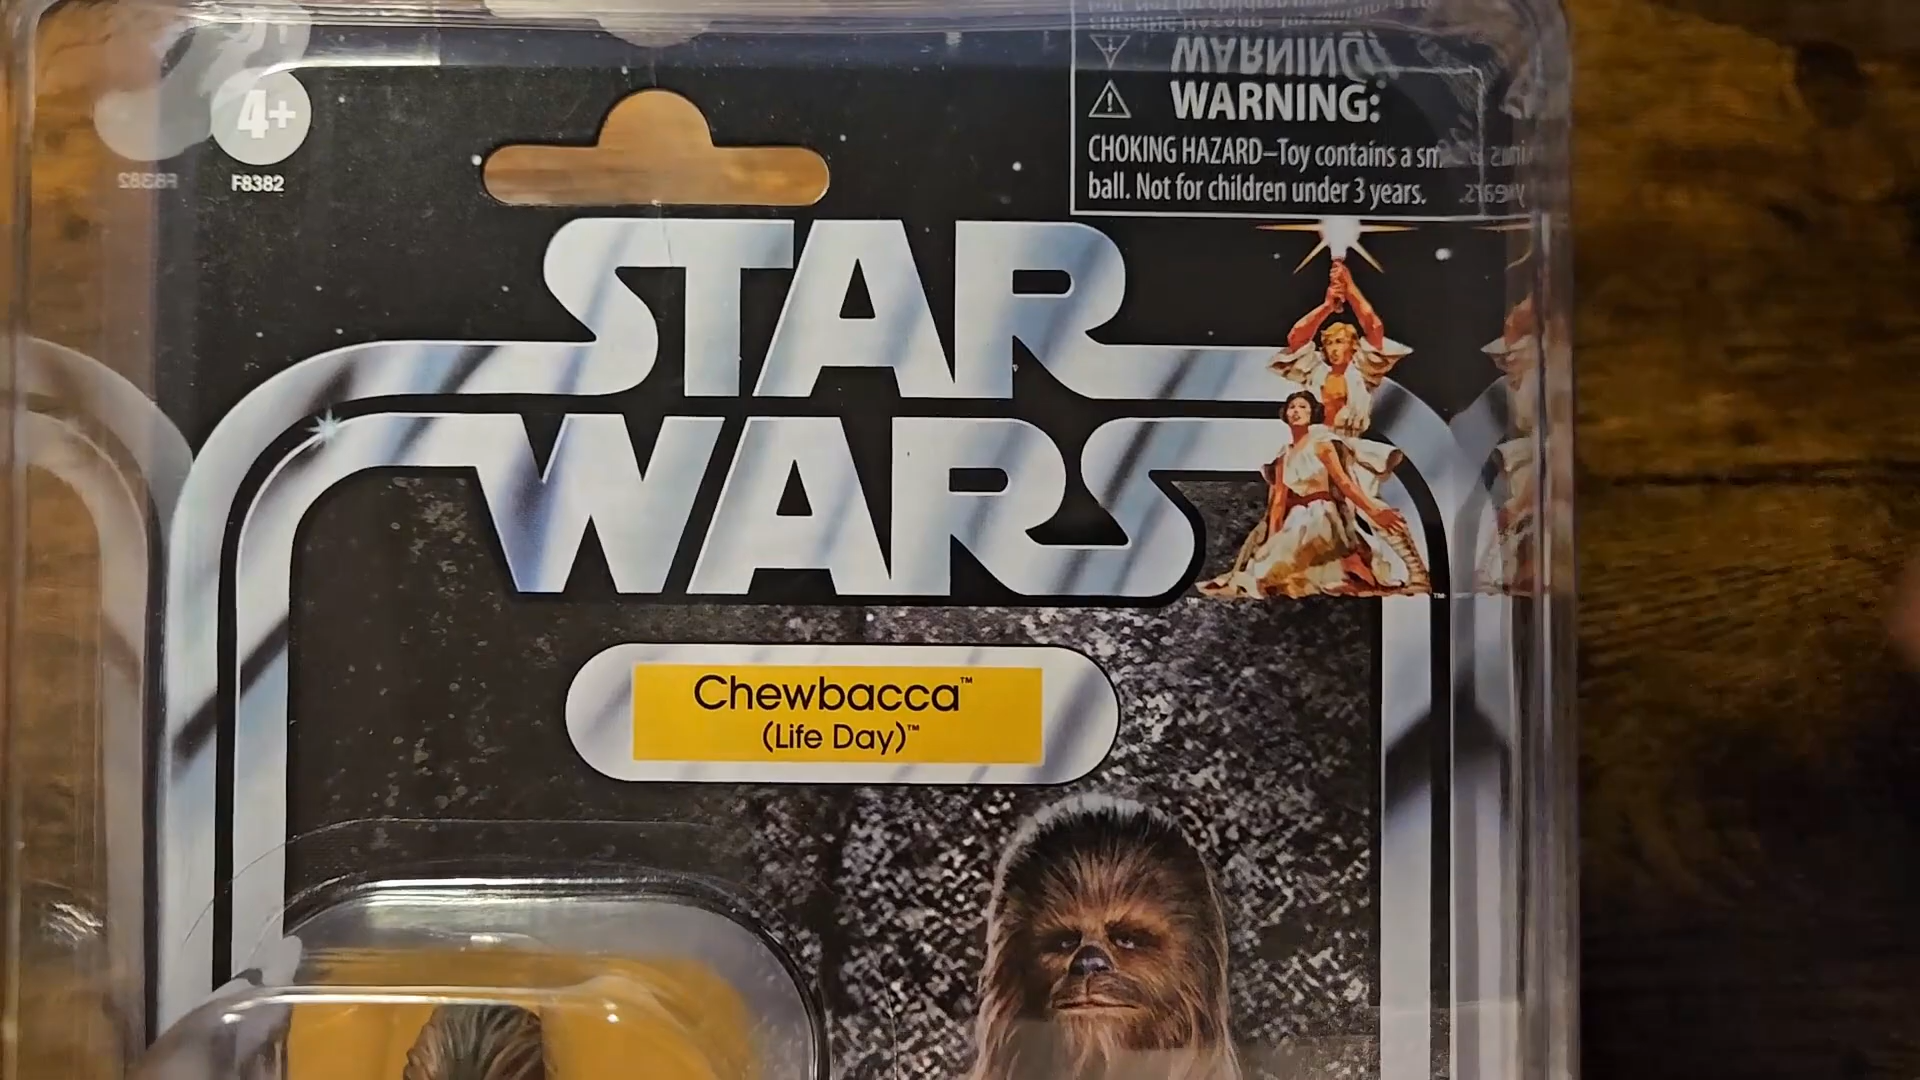 4+
F8382
WARNING:
CHOKING HAZARD–Toy contains a
ball. Not for children under 3 years.
STAR
WARS
Chewbacca™
(Life Day)™